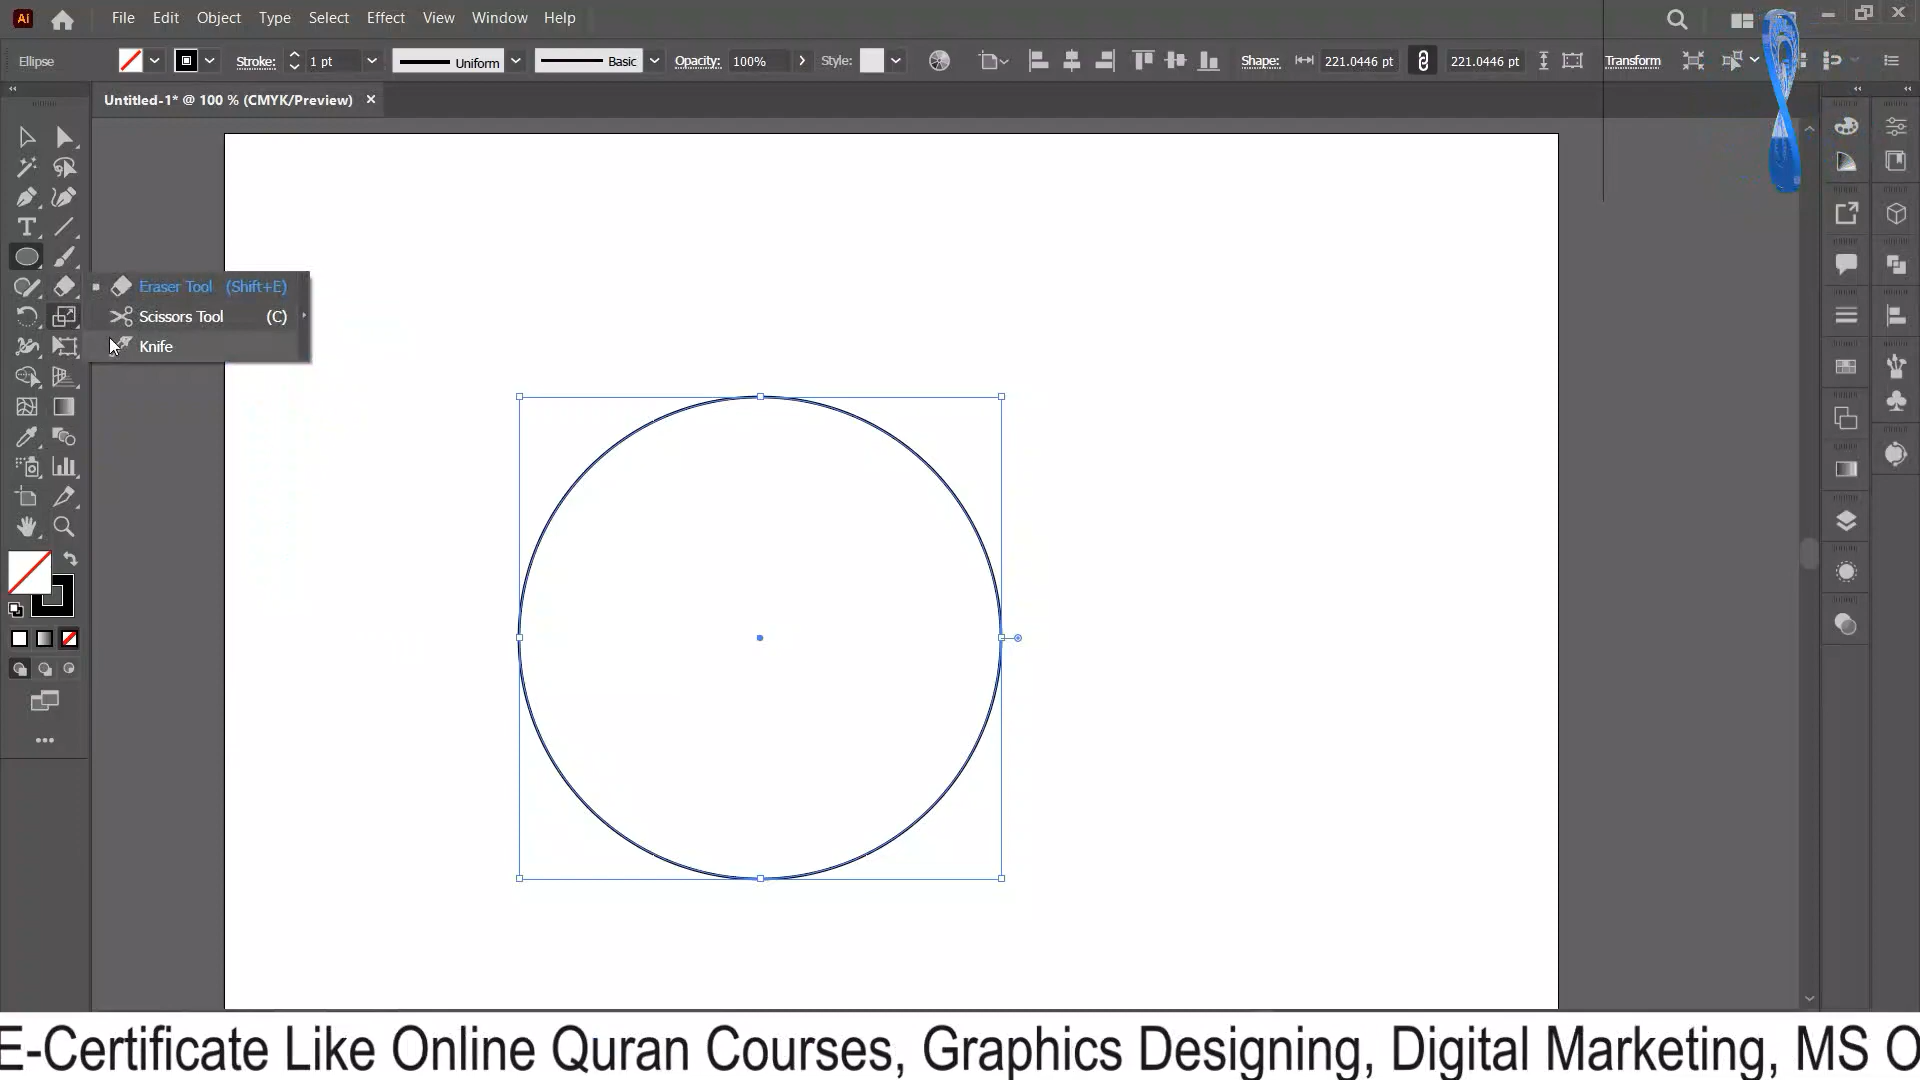 Ai File Edit Object Select Type Effect View Window Help
Ellipse Stroke: 1 pt Uniform Basic Opacity: 100% Style: Shape: 221.0446 pt 221.0446 pt Transform
Untitled-1* @ 100 % (CMYK/Preview) ×
Eraser Tool (Shift+E)
Scissors Tool (C)
Knife
E-Certificate Like Online Quran Courses, Graphics Designing, Digital Marketing, MS O